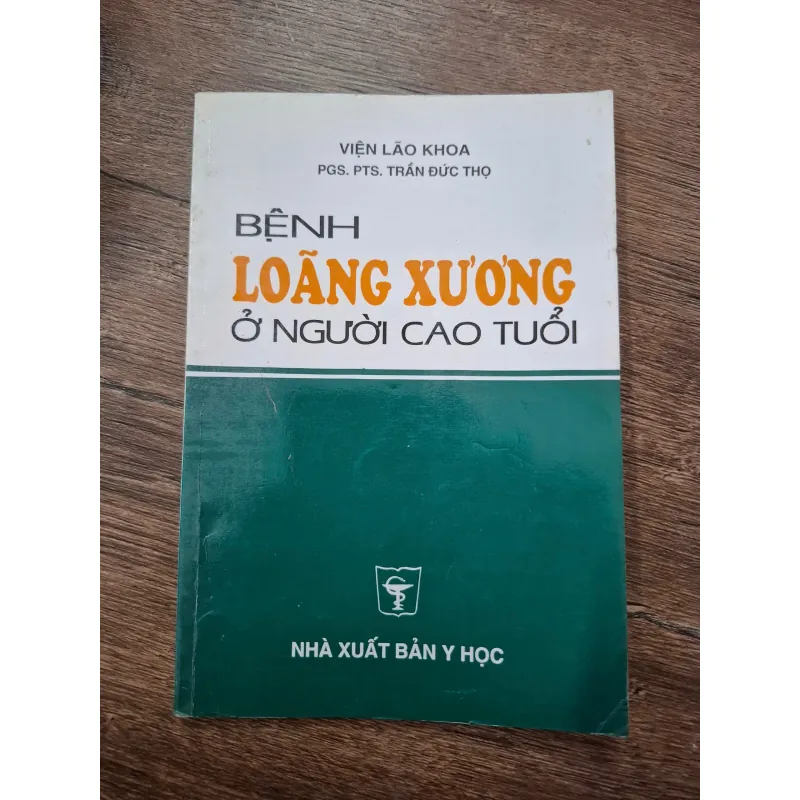 VIỆN LÃO KHOA
PGS. PTS. TRẦN ĐỨC THỌ
BỆNH
LOÃNG XƯƠNG
Ở NGƯỜI CAO TUỔI
NHÀ XUẤT BẢN Y HỌC